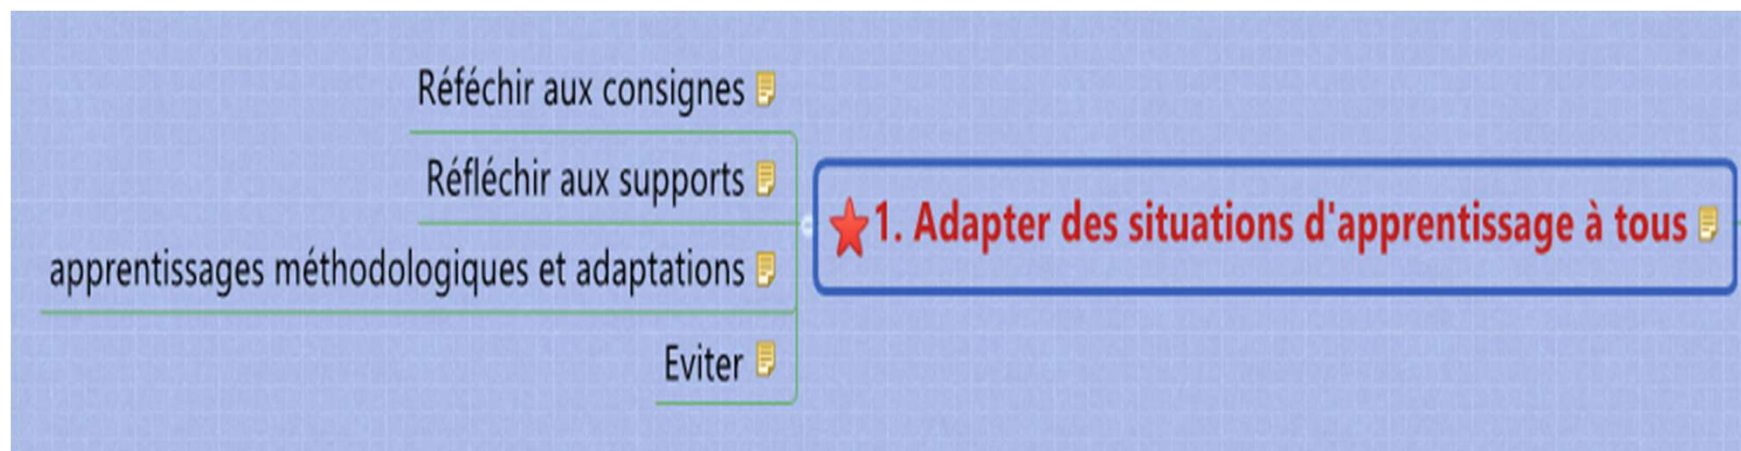 Réféchir aux consignes
Réfléchir aux supports
apprentissages méthodologiques et adaptations
Eviter
1. Adapter des situations d'apprentissage à tous